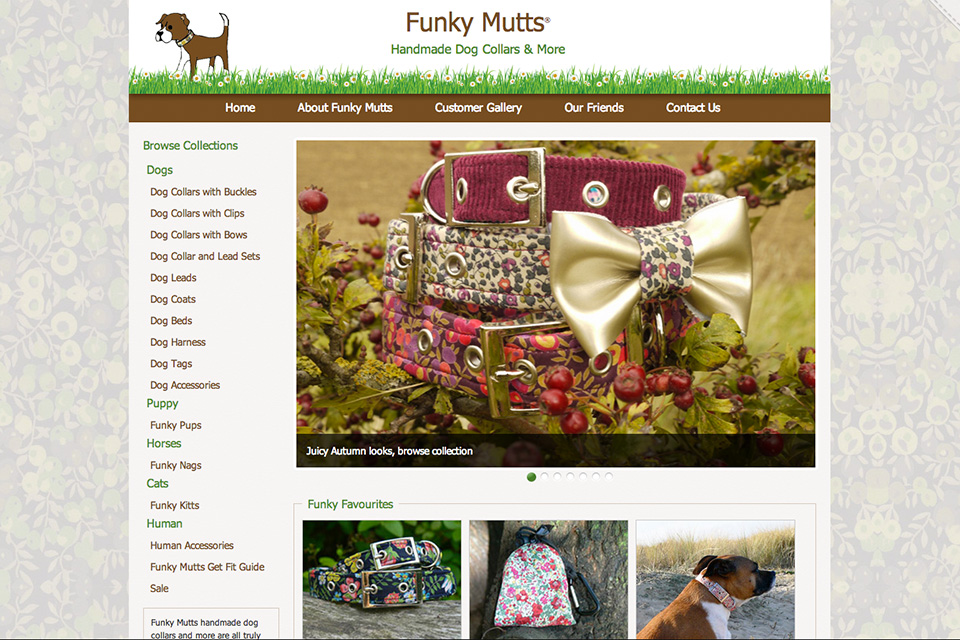 Funky Mutts®
Handmade Dog Collars & More
Home About Funky Mutts Customer Gallery Our Friends Contact Us
Browse Collections
Dogs
Dog Collars with Buckles
Dog Collars with Clips
Dog Collars with Bows
Dog Collar and Lead Sets
Dog Leads
Dog Coats
Dog Beds
Dog Harness
Dog Tags
Dog Accessories
Puppy
Funky Pups
Horses
Funky Nags
Cats
Funky Kitts
Human
Human Accessories
Funky Mutts Get Fit Guide
Sale
Funky Mutts handmade dog
collars and more are all truly
Juicy Autumn looks, browse collection
Funky Favourites